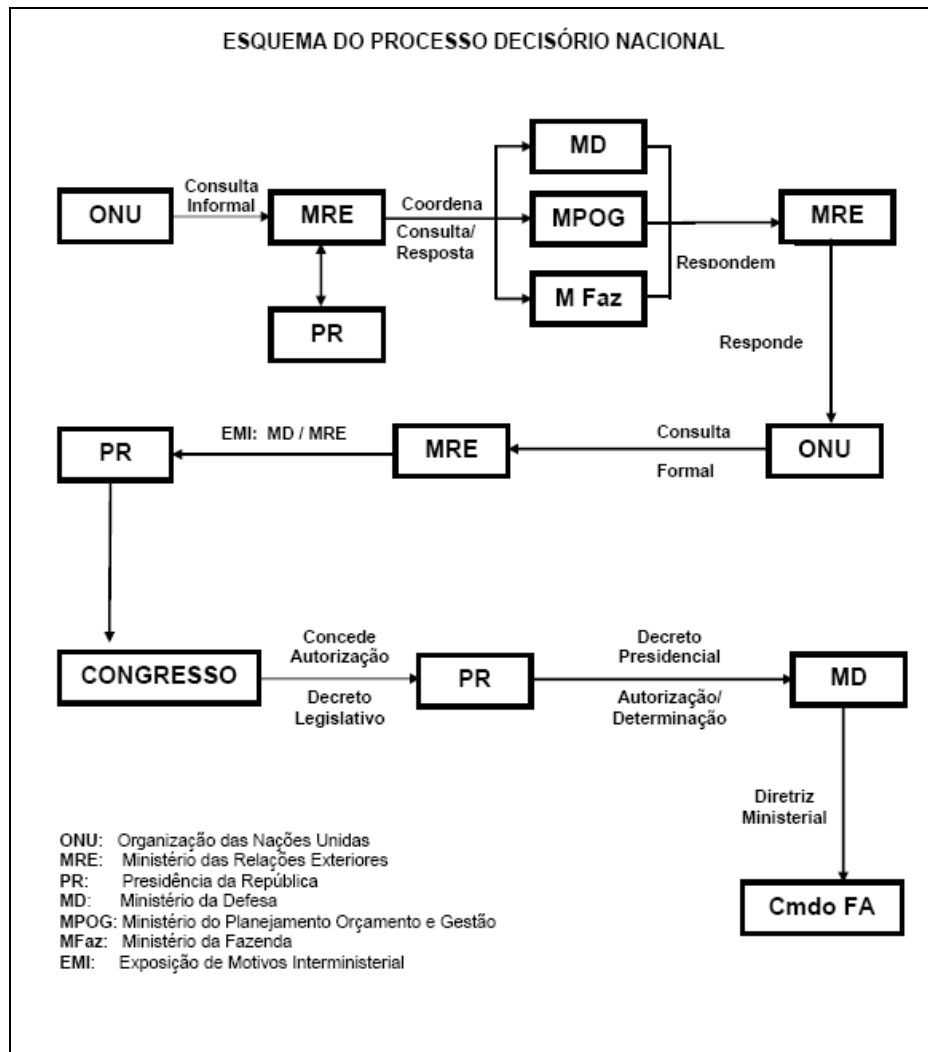 ESQUEMA DO PROCESSO DECISÓRIO NACIONAL
MD
Consulta
Informal
ONU
MRE
Coordena
Consulta/
Resposta
MPOG
Respondem
MRE
PR
M Faz
Responde
PR
EMI: MD / MRE
MRE
Consulta
Formal
ONU
CONGRESSO
Concede
Autorização
Decreto
Legislativo
PR
Decreto
Presidencial
Autorização/
Determinação
MD
Diretriz
Ministerial
Cmdo FA
ONU: Organização das Nações Unidas
MRE: Ministério das Relações Exteriores
PR: Presidência da República
MD: Ministério da Defesa
MPOG: Ministério do Planejamento Orçamento e Gestão
MFaz: Ministério da Fazenda
EMI: Exposição de Motivos Interministerial